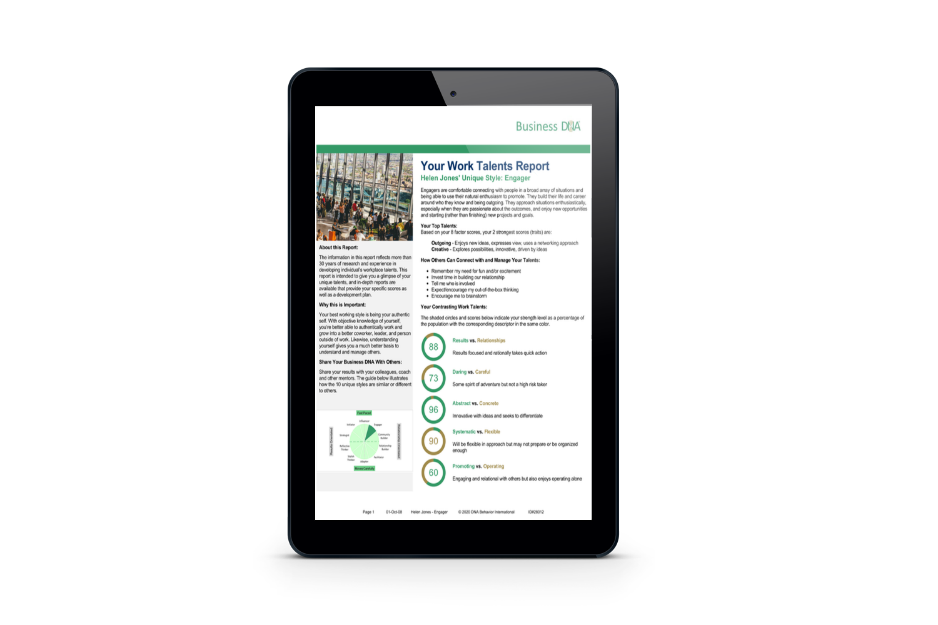 Business DNA
Your Work Talents Report
Helen Jones' Unique Style: Engager
Engagers are comfortable connecting with people in a broad array of situations and
being able to use their natural enthusiasm to promote. They build their life and career
around who they know and being outgoing. They approach situations enthusiastically,
especially when they are passionate about the outcomes, and enjoy new opportunities
and starting (rather than finishing) new projects and goals.
Your Top Talents:
Based on your 8 factor scores, your 2 strongest scores (traits) are:
Outgoing - Enjoys new ideas, expresses view, uses a networking approach
Creative - Explores possibilities, innovative, driven by ideas
How Others Can Connect with and Manage Your Talents:
• Remember my need for fun and/or excitement
• Invest time in building our relationship
• Tell me who is involved
• Expect/encourage my out-of-the-box thinking
• Encourage me to brainstorm
Your Contrasting Work Talents:
The shaded circles and scores below indicate your strength level as a percentage of
the population with the corresponding descriptor in the same color.
88
Results vs. Relationships
Results focused and rationally takes quick action
73
Daring vs. Careful
Some spirit of adventure but not a high risk taker
96
Abstract vs. Concrete
Innovative with ideas and seeks to differentiate
90
Systematic vs. Flexible
Will be flexible in approach but may not prepare or be organized
enough
60
Promoting vs. Operating
Engaging and relational with others but also enjoys operating alone
About this Report:
The information in this report reflects more than
30 years of research and experience in
developing individual's workplace talents. This
report is intended to give you a glimpse of your
unique talents, and in-depth reports are
available that provide your specific scores as
well as a development plan.
Why this is Important:
Your best working style is being your authentic
self. With objective knowledge of yourself,
you're better able to authentically work and
grow into a better coworker, leader, and person
outside of work. Likewise, understanding
yourself gives you a much better basis to
understand and manage others.
Share Your Business DNA With Others:
Share your results with your colleagues, coach
and other mentors. The guide below illustrates
how the 10 unique styles are similar or different
to others.
Engager
Page 1 01-Oct-08 Helen Jones - Engager © 2020 DNA Behavior International